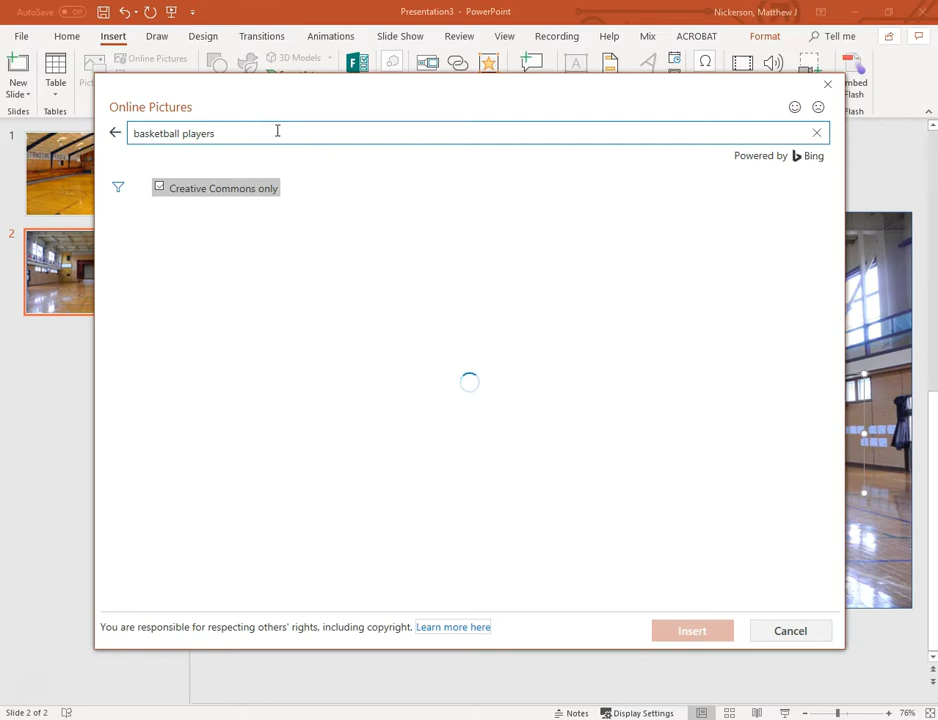 AutoSave Off Presentation3 - PowerPoint Nickerson, Matthew J
File Home Insert Draw Design Transitions Animations Slide Show Review View Recording Help Mix ACROBAT Format Tell me
Online Pictures 3D Models
New Slide Table
Slides Tables
Flash
Online Pictures
basketball players
Powered by Bing
Creative Commons only
1
2
You are responsible for respecting others' rights, including copyright. Learn more here
Insert Cancel
Slide 2 of 2 Notes Display Settings 76%